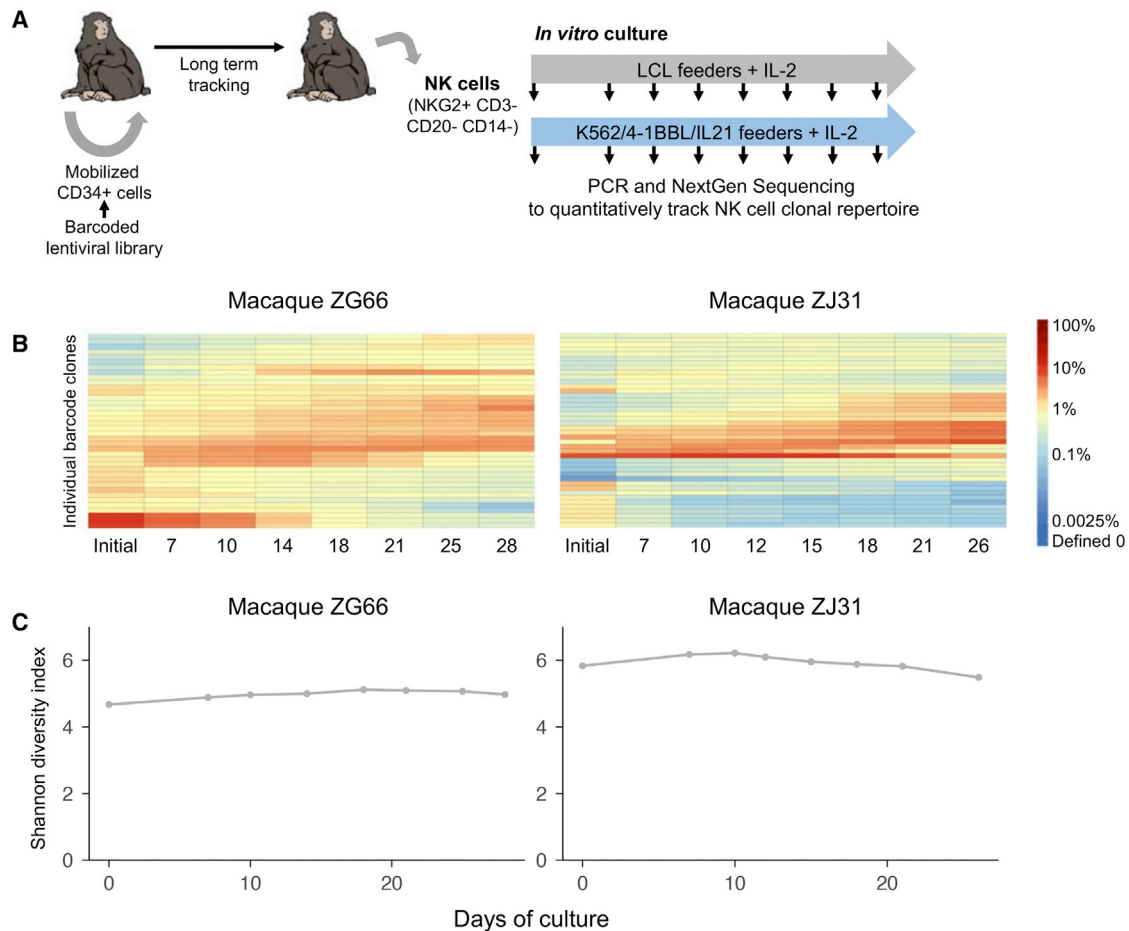 A
Long term
tracking
Mobilized
CD34+ cells
Barcoded
lentiviral library
NK cells
(NKG2+ CD3-
CD20- CD14-)
In vitro culture
LCL feeders + IL-2
K562/4-1BBL/IL21 feeders + IL-2
PCR and NextGen Sequencing
to quantitatively track NK cell clonal repertoire
B
Macaque ZG66
Macaque ZJ31
Individual barcode clones
Initial 7 10 14 18 21 25 28
Initial 7 10 12 15 18 21 26
100%
10%
1%
0.1%
0.0025%
Defined 0
C
Macaque ZG66
Macaque ZJ31
Shannon diversity index
6
4
2
0
0 10 20
6
4
2
0
0 10 20
Days of culture